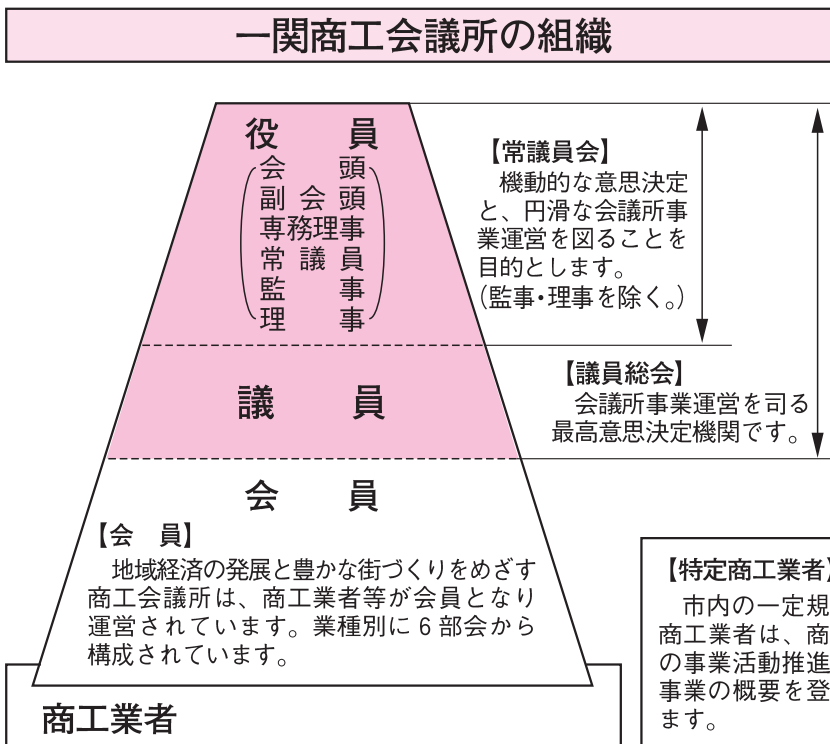 一関商工会議所の組織
役　員
会　頭
副会頭
専務理事
常議員
監　事
理　事
【常議員会】
機動的な意思決定
と、円滑な会議所事
業運営を図ることを
目的とします。
(監事・理事を除く。)
議　員
【議員総会】
会議所事業運営を司る
最高意思決定機関です。
会　員
【会　員】
地域経済の発展と豊かな街づくりをめざす
商工会議所は、商工業者等が会員となり
運営されています。業種別に6部会から
構成されています。
商工業者
【特定商工業者】
市内の一定規
商工業者は、商
の事業活動推進
事業の概要を登
ます。